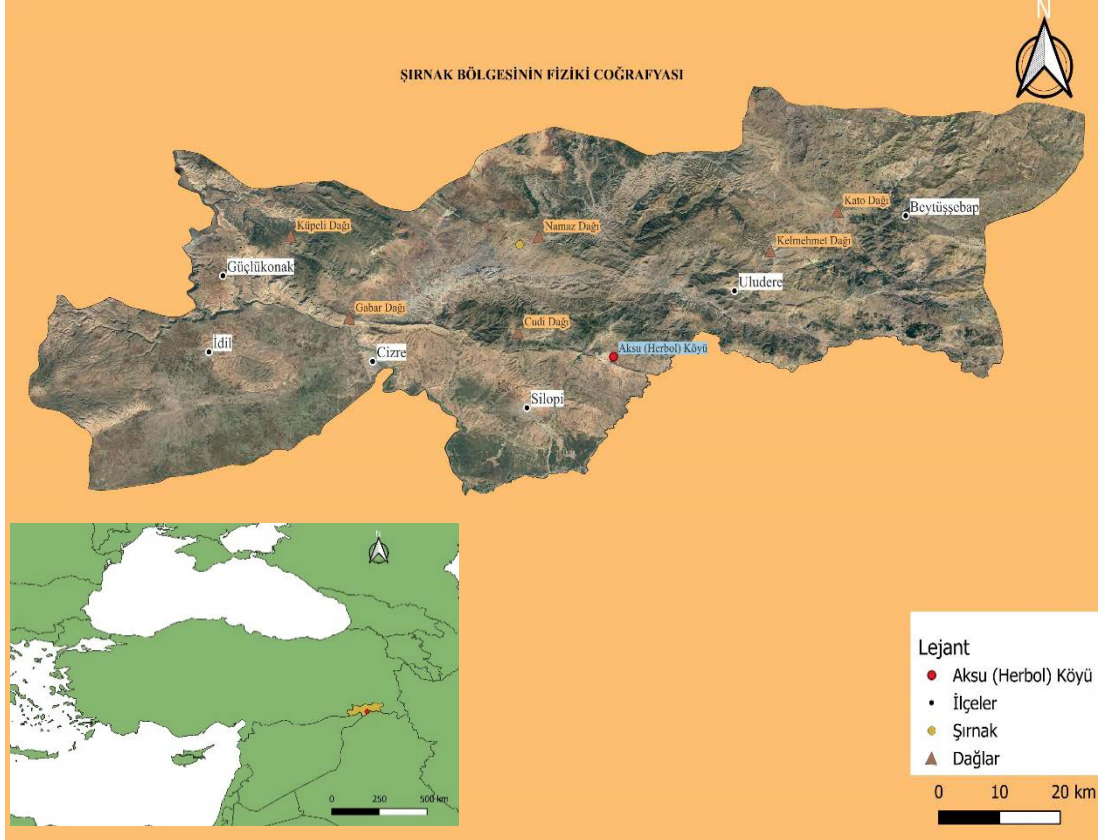 N
ŞIRNAK BÖLGESİNİN FİZİKİ COĞRAFYASI
Kato Dağı
Beytüşşebap
Küpeli Dağı
Namaz Dağı
Kelmehmet Dağı
Güçlükonak
Uludere
Gabar Dağı
Cudi Dağı
İdil
Cizre
Aksu (Herbol) Köyü
Silopi
N
0 250 500 km
Lejant
Aksu (Herbol) Köyü
İlçeler
Şırnak
Dağlar
0 10 20 km